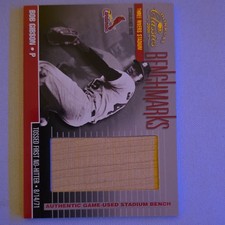 BOB GIBSON • P
TOSSED FIRST NO-HITTER • 8/14/71
BENCHMARKS
AUTHENTIC GAME-USED STADIUM BENCH